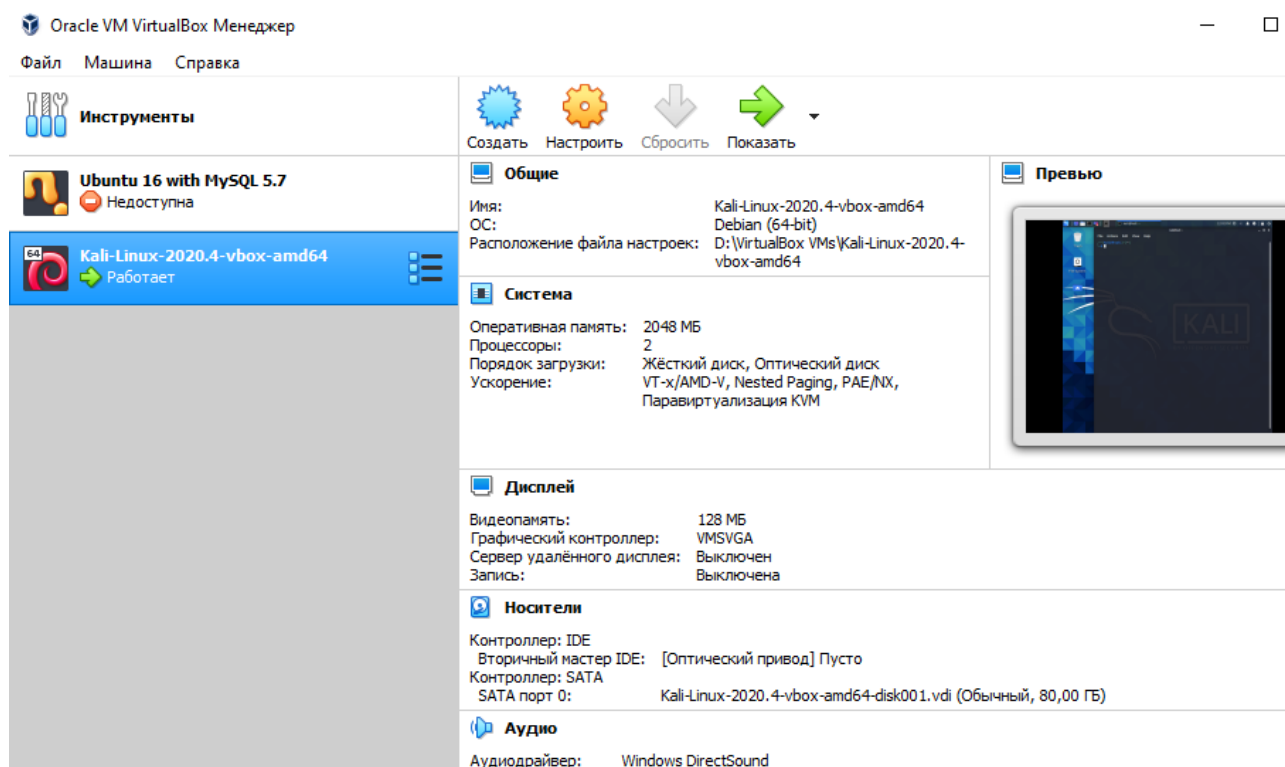 Oracle VM VirtualBox Менеджер
Файл Машина Справка
Инструменты
Создать Настроить Сбросить Показать
Ubuntu 16 with MySQL 5.7
Недоступна
64
Kali-Linux-2020.4-vbox-amd64
Работает
Общие
Имя: Kali-Linux-2020.4-vbox-amd64
ОС: Debian (64-bit)
Расположение файла настроек: D:\VirtualBox VMs\Kali-Linux-2020.4-
vbox-amd64
Превью
KALI
Система
Оперативная память: 2048 МБ
Процессоры: 2
Порядок загрузки: Жёсткий диск, Оптический диск
Ускорение: VT-x/AMD-V, Nested Paging, PAE/NX,
Паравиртуализация KVM
Дисплей
Видеопамять: 128 МБ
Графический контроллер: VMSVGA
Сервер удалённого дисплея: Выключен
Запись: Выключена
Носители
Контроллер: IDE
Вторичный мастер IDE: [Оптический привод] Пусто
Контроллер: SATA
SATA порт 0: Kali-Linux-2020.4-vbox-amd64-disk001.vdi (Обычный, 80,00 ГБ)
Аудио
Аудиодрайвер: Windows DirectSound